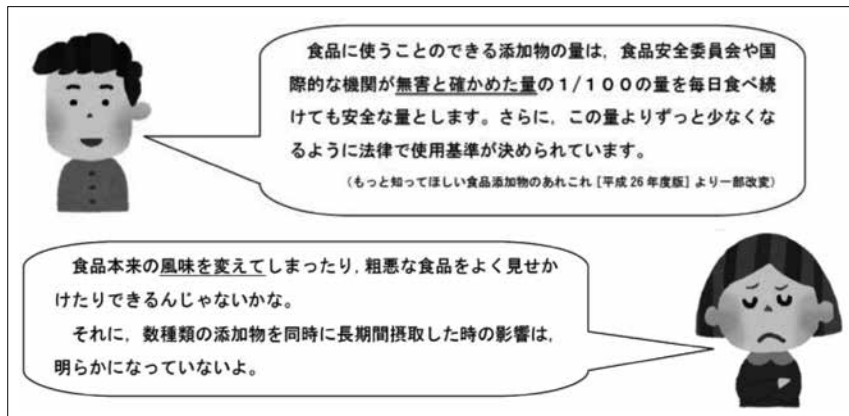 食品に使うことのできる添加物の量は，食品安全委員会や国
際的な機関が無害と確かめた量の１/１００の量を毎日食べ続
けても安全な量とします。さらに，この量よりずっと少なくな
るように法律で使用基準が決められています。
（もっと知ってほしい食品添加物のあれこれ［平成26年度版］より一部改変）
食品本来の風味を変えてしまったり，粗悪な食品をよく見せか
けたりできるんじゃないかな。
それに，数種類の添加物を同時に長期間摂取した時の影響は，
明らかになっていないよ。